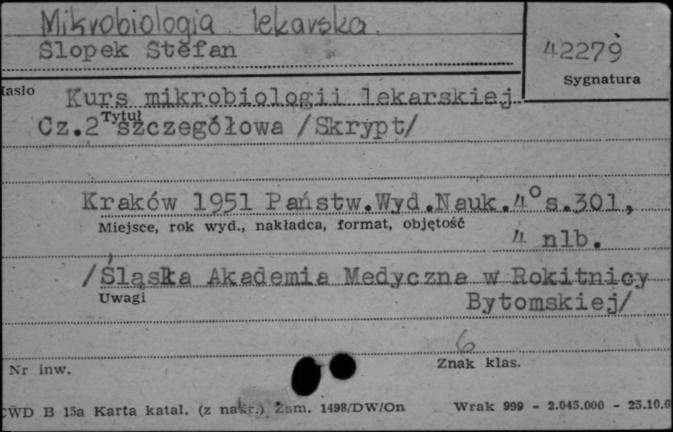 Mikrobiologia lekarska.
Slopek Stefan
42279
Sygnatura
Hasło
Kurs mikrobiologii lekarskiej
Tytuł
Cz.2 szczegółowa /Skrypt/
Kraków 1951 Państw.Wyd.Nauk.4° s.301,
Miejsce, rok wyd., nakładca, format, objętość
4 nlb.
/Śląska Akademia Medyczna w Rokitnicy
Uwagi
Bytomskiej/
6
Nr inw.
Znak klas.
CWD B 15a Karta katal. (z nakr.) Zam. 1498/DW/On Wrak 999 - 2.045.000 - 25.10.6